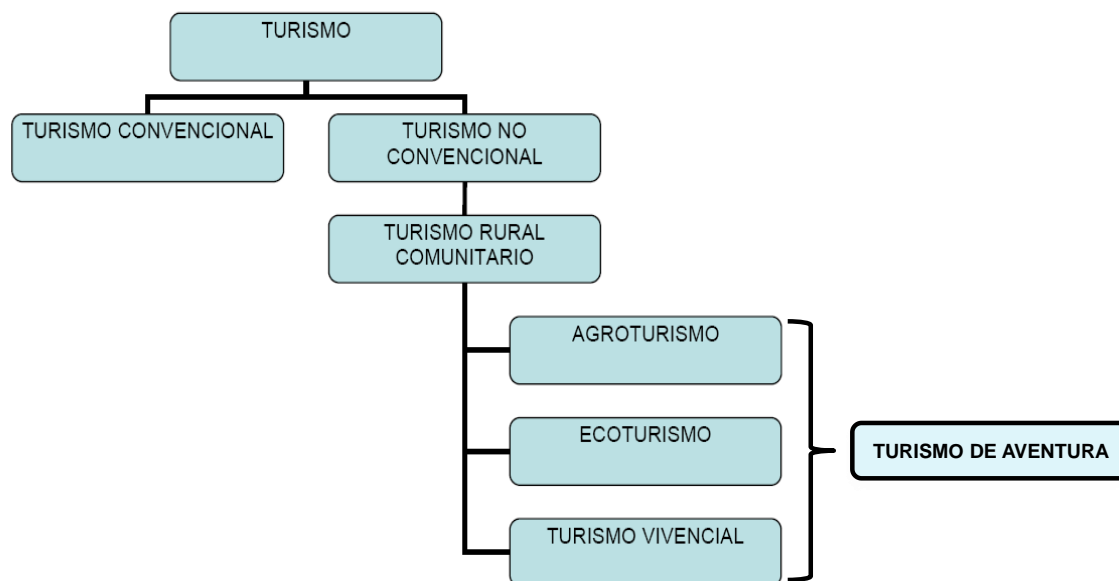 TURISMO
TURISMO CONVENCIONAL
TURISMO NO
CONVENCIONAL
TURISMO RURAL
COMUNITARIO
AGROTURISMO
ECOTURISMO
TURISMO DE AVENTURA
TURISMO VIVENCIAL